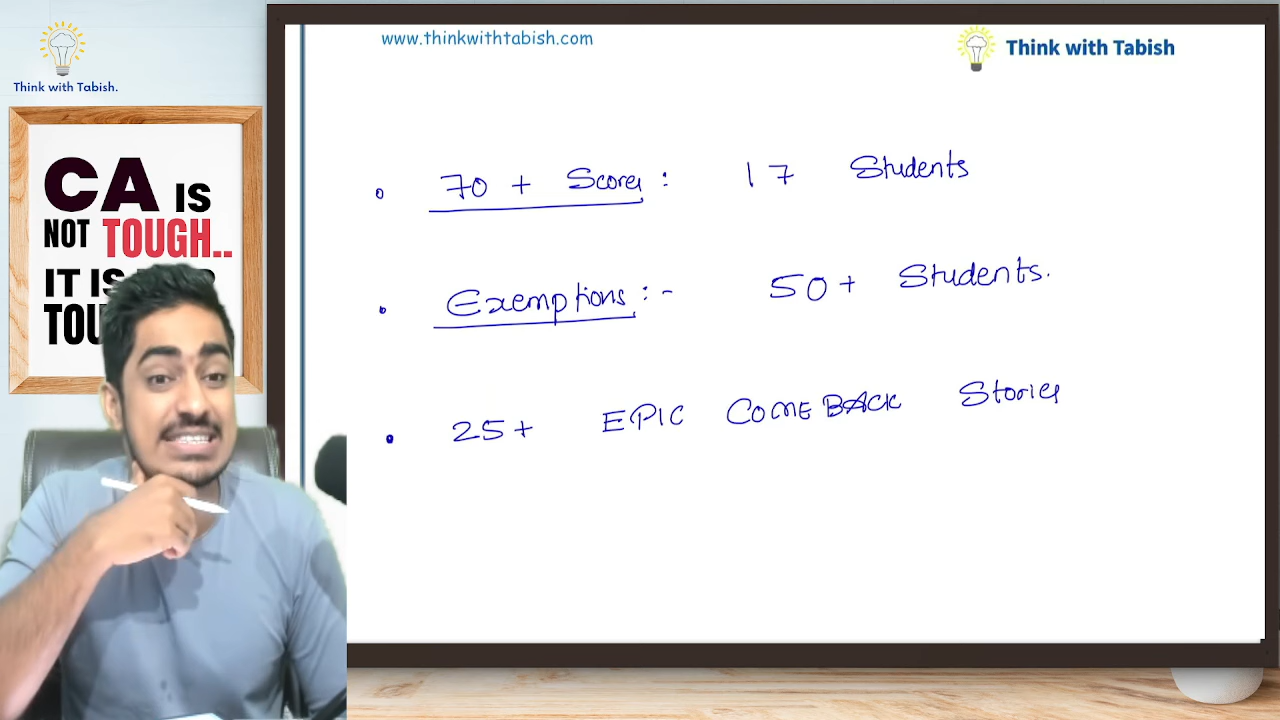 Think with Tabish.
CA IS
NOT TOUGH..
IT IS
TOU
www.thinkwithtabish.com
Think with Tabish
• 70 + Scores : 17 Students
• Exemptions :- 50+ Students.
• 25+ EPIC COMEBACK Stories